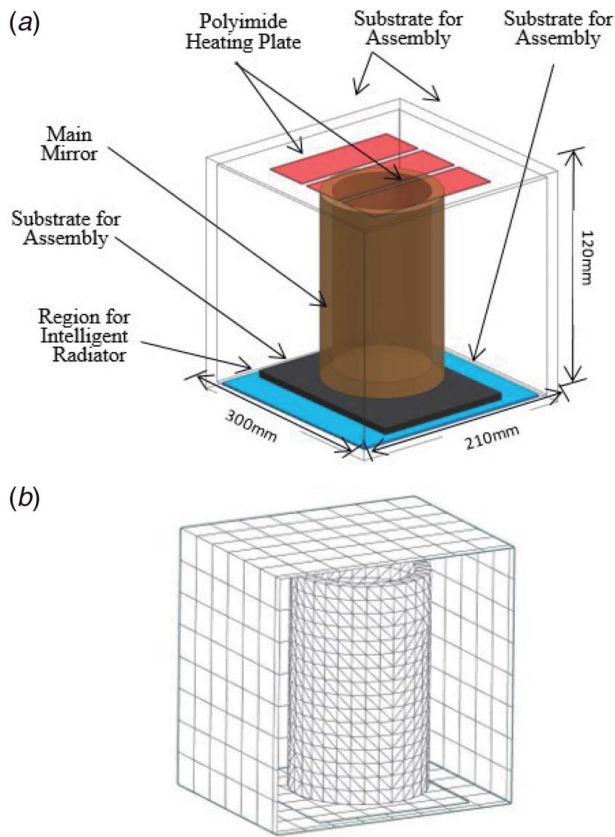 (a)
Polyimide
Heating Plate
Substrate for
Assembly
Substrate for
Assembly
Main
Mirror
Substrate for
Assembly
Region for
Intelligent
Radiator
120mm
300mm
210mm
(b)